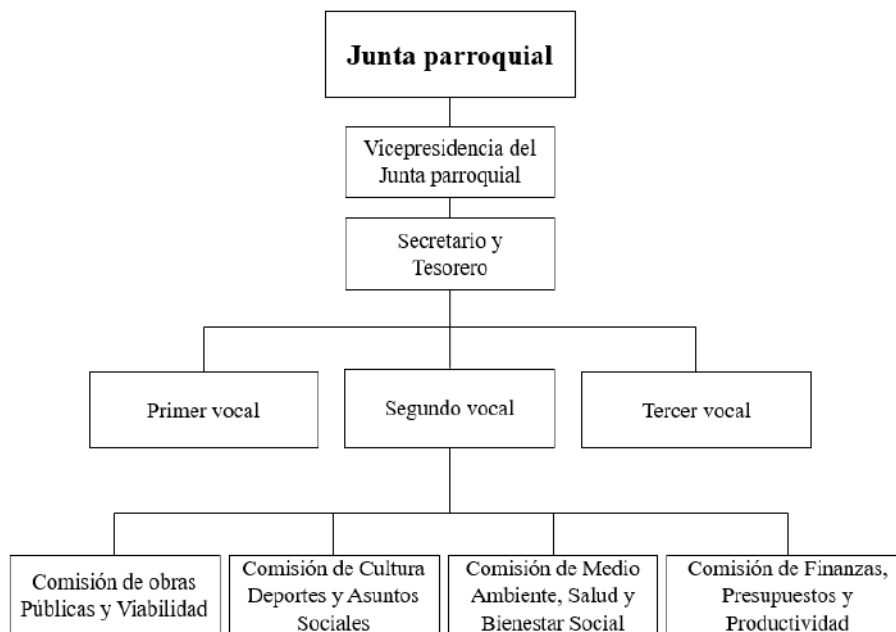 Junta parroquial
Vicepresidencia del
Junta parroquial
Secretario y
Tesorero
Primer vocal
Segundo vocal
Tercer vocal
Comisión de obras
Públicas y Viabilidad
Comisión de Cultura
Deportes y Asuntos
Sociales
Comisión de Medio
Ambiente, Salud y
Bienestar Social
Comisión de Finanzas,
Presupuestos y
Productividad